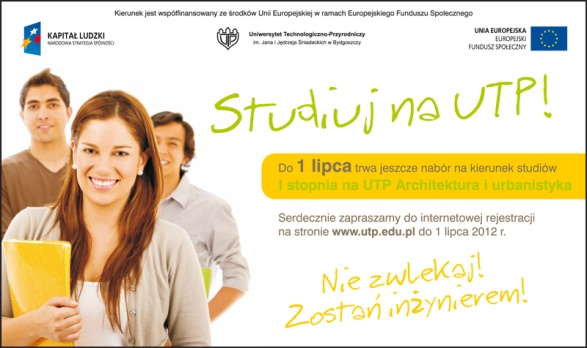 Kierunek jest współfinansowany ze środków Unii Europejskiej w ramach Europejskiego Funduszu Społecznego
KAPITAŁ LUDZKI
NARODOWA STRATEGIA SPÓJNOŚCI
UTP
Uniwersytet Technologiczno-Przyrodniczy
im. Jana i Jędrzeja Śniadeckich w Bydgoszczy
UNIA EUROPEJSKA
EUROPEJSKI
FUNDUSZ SPOŁECZNY
Studiuj na UTP!
Do 1 lipca trwa jeszcze nabór na kierunek studiów
I stopnia na UTP Architektura i urbanistyka
Serdecznie zapraszamy do internetowej rejestracji
na stronie www.utp.edu.pl do 1 lipca 2012 r.
Nie zwlekaj!
Zostań inżynierem!